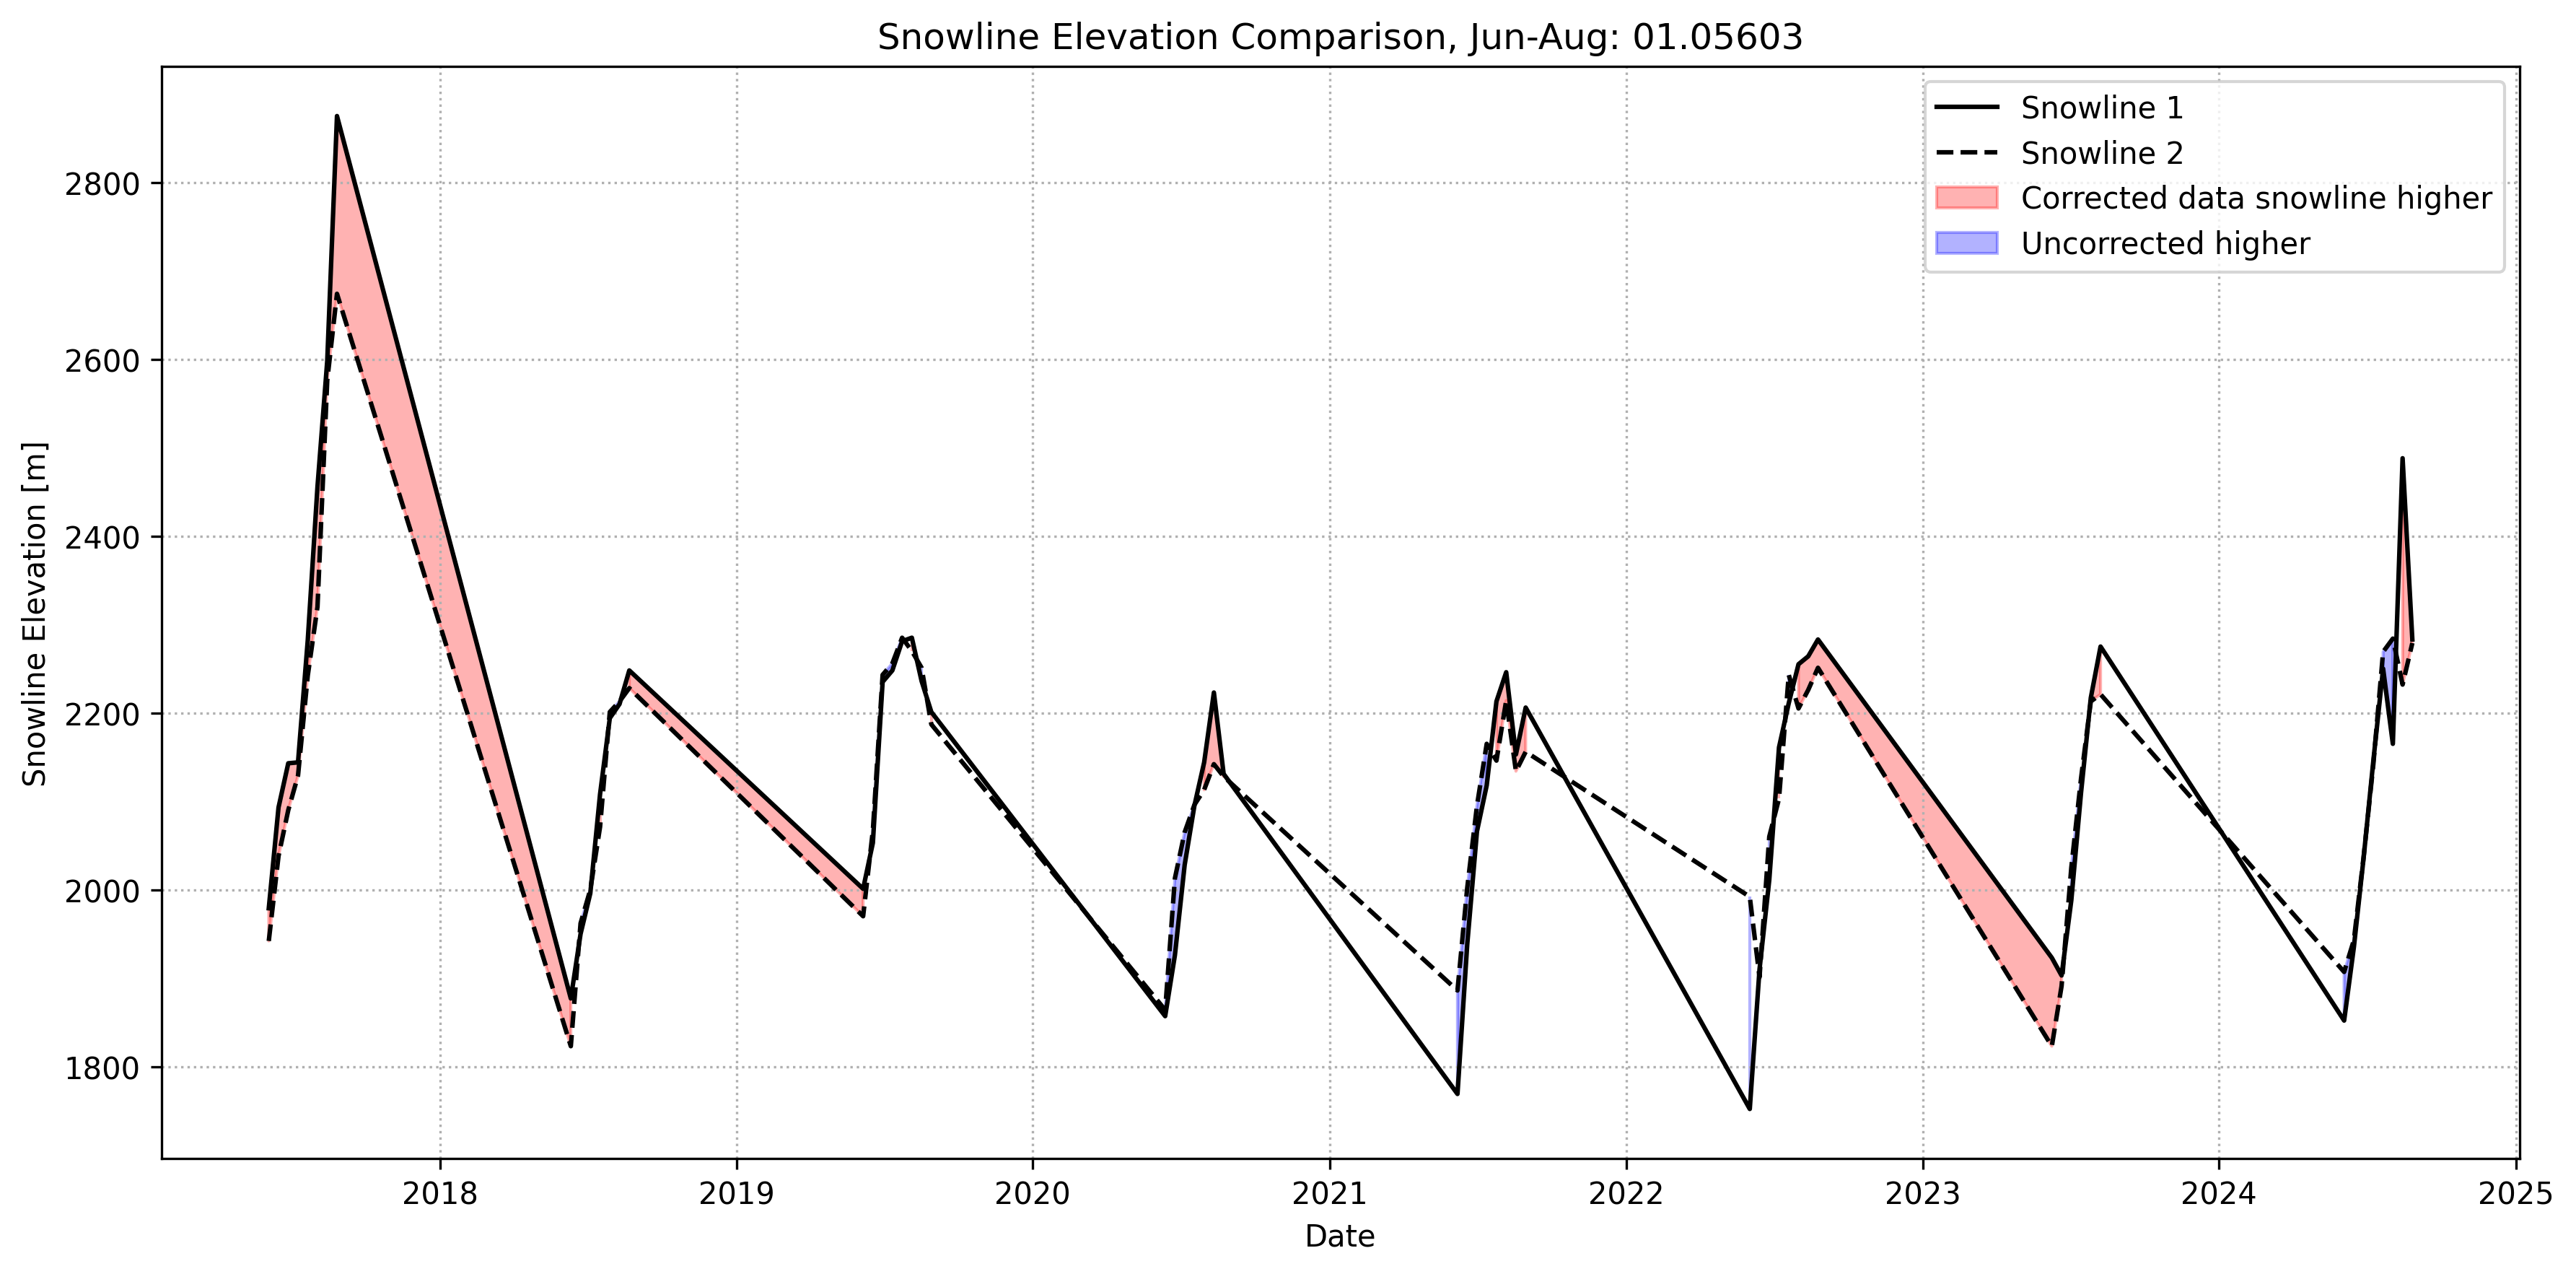 Snowline Elevation Comparison, Jun-Aug: 01.05603
Snowline 1
Snowline 2
Corrected data snowline higher
Uncorrected higher
Snowline Elevation [m]
2800
2600
2400
2200
2000
1800
2018 2019 2020 2021 2022 2023 2024 2025
Date